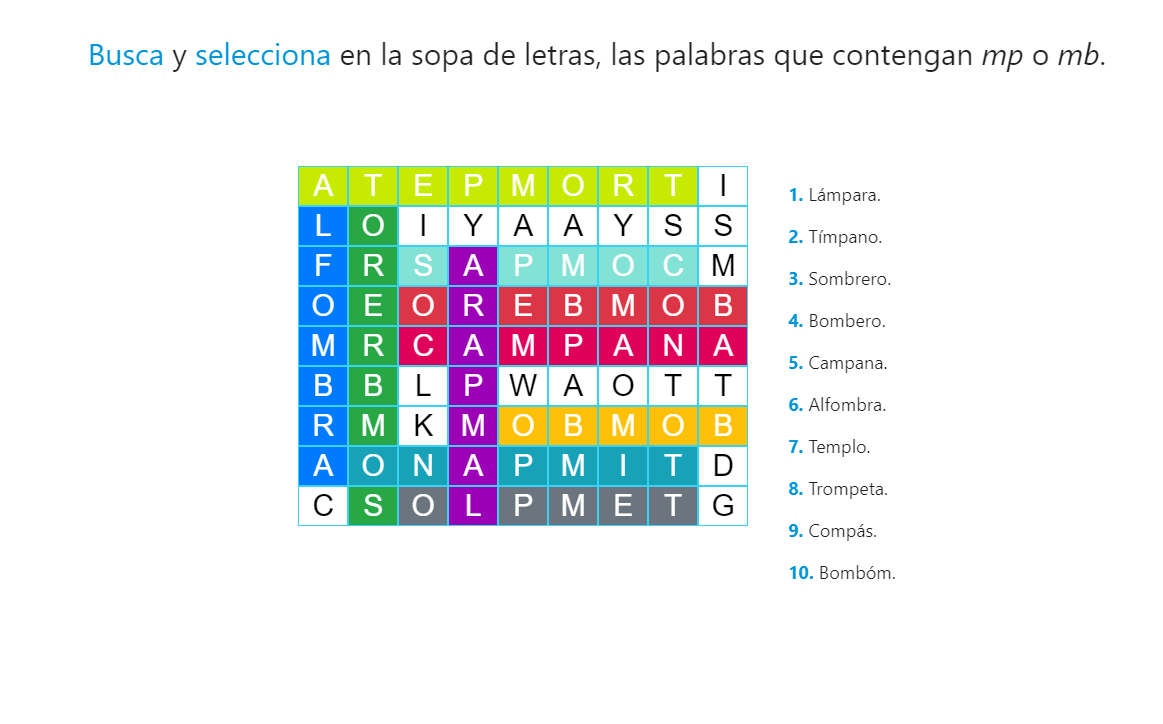 Busca y selecciona en la sopa de letras, las palabras que contengan mp o mb.
A T E P M O R T I
L O I Y A A Y S S
F R S A P M O C M
O E O R E B M O B
M R C A M P A N A
B B L P W A O T T
R M K M O B M O B
A O N A P M I T D
C S O L P M E T G
1. Lámpara.
2. Tímpano.
3. Sombrero.
4. Bombero.
5. Campana.
6. Alfombra.
7. Templo.
8. Trompeta.
9. Compás.
10. Bombóm.